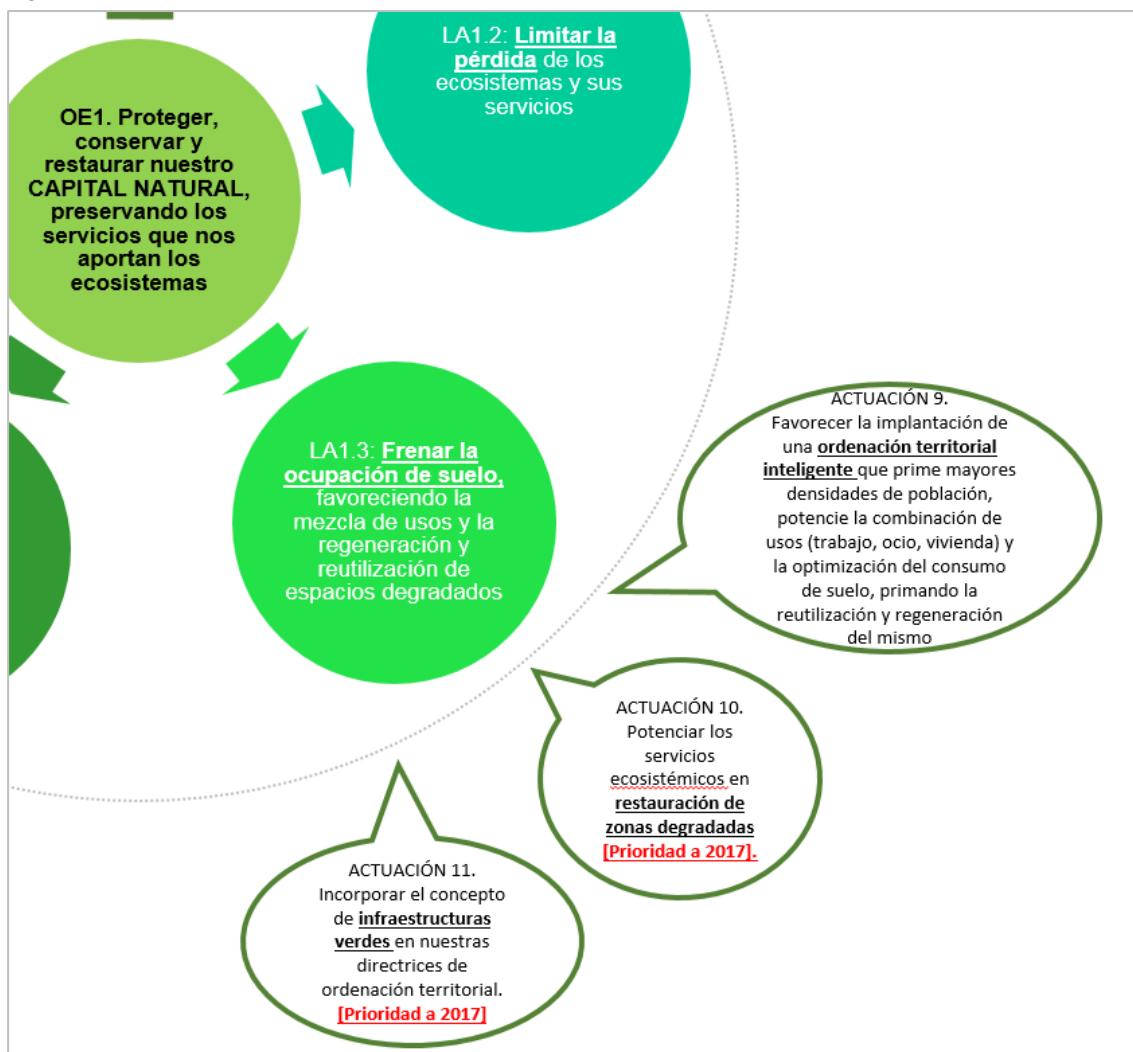 OE1. Proteger,
conservar y
restaurar nuestro
CAPITAL NATURAL,
preservando los
servicios que nos
aportan los
ecosistemas
LA1.2: Limitar la
pérdida de los
ecosistemas y sus
servicios
LA1.3: Frenar la
ocupación de suelo,
favoreciendo la
mezcla de usos y la
regeneración y
reutilización de
espacios degradados
ACTUACIÓN 9.
Favorecer la implantación de
una ordenación territorial
inteligente que prime mayores
densidades de población,
potencie la combinación de
usos (trabajo, ocio, vivienda) y
la optimización del consumo
de suelo, primando la
reutilización y regeneración
del mismo
ACTUACIÓN 10.
Potenciar los
servicios
ecosistémicos en
restauración de
zonas degradadas
[Prioridad a 2017].
ACTUACIÓN 11.
Incorporar el concepto
de infraestructuras
verdes en nuestras
directrices de
ordenación territorial.
[Prioridad a 2017]